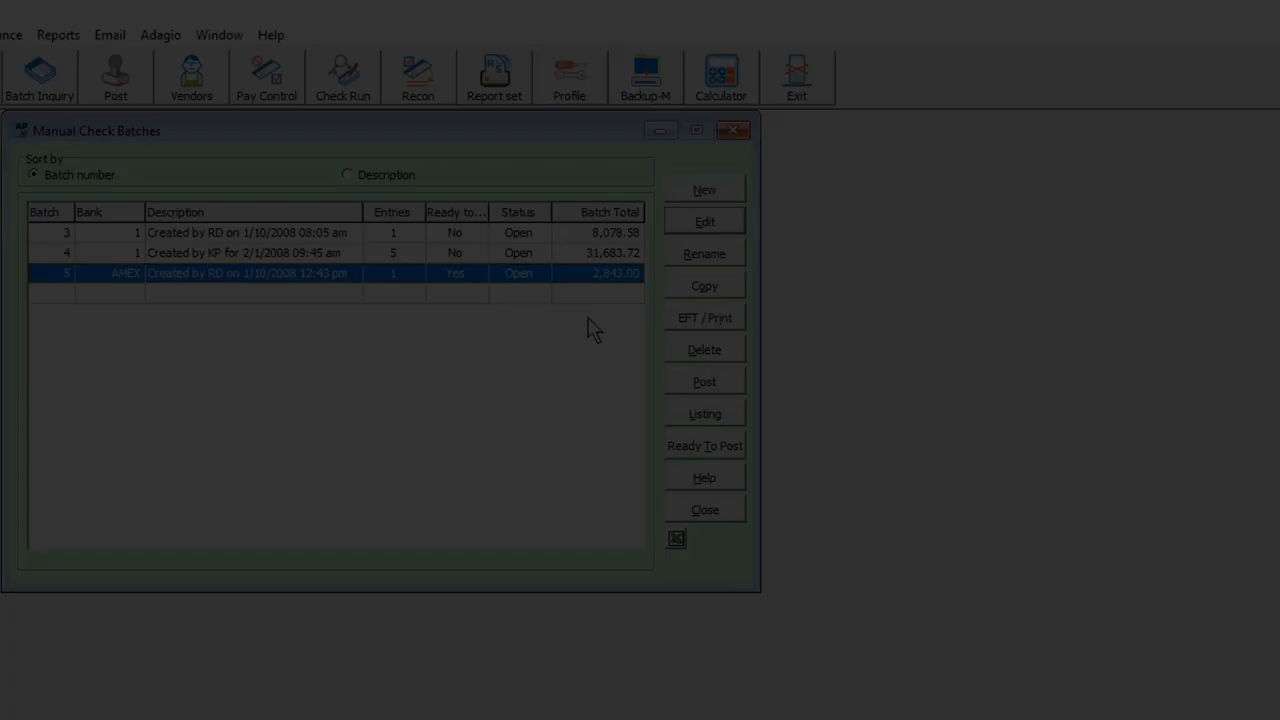 nce Reports Email Adagio Window Help
Batch Inquiry Post Vendors Pay Control Check Run Recon Report set Profile Backup-M Calculator Exit
Manual Check Batches
Sort by
Batch number Description
Batch Bank Description Entries Ready to... Status Batch Total
3 1 Created by RD on 1/10/2008 08:05 am 1 No Open 8,078.58
4 1 Created by KP for 2/1/2008 09:45 am 5 No Open 31,683.72
5 AMEX Created by RD on 1/10/2008 12:43 pm 1 Yes Open 2,843.00
New
Edit
Rename
Copy
EFT / Print
Delete
Post
Listing
Ready To Post
Help
Close